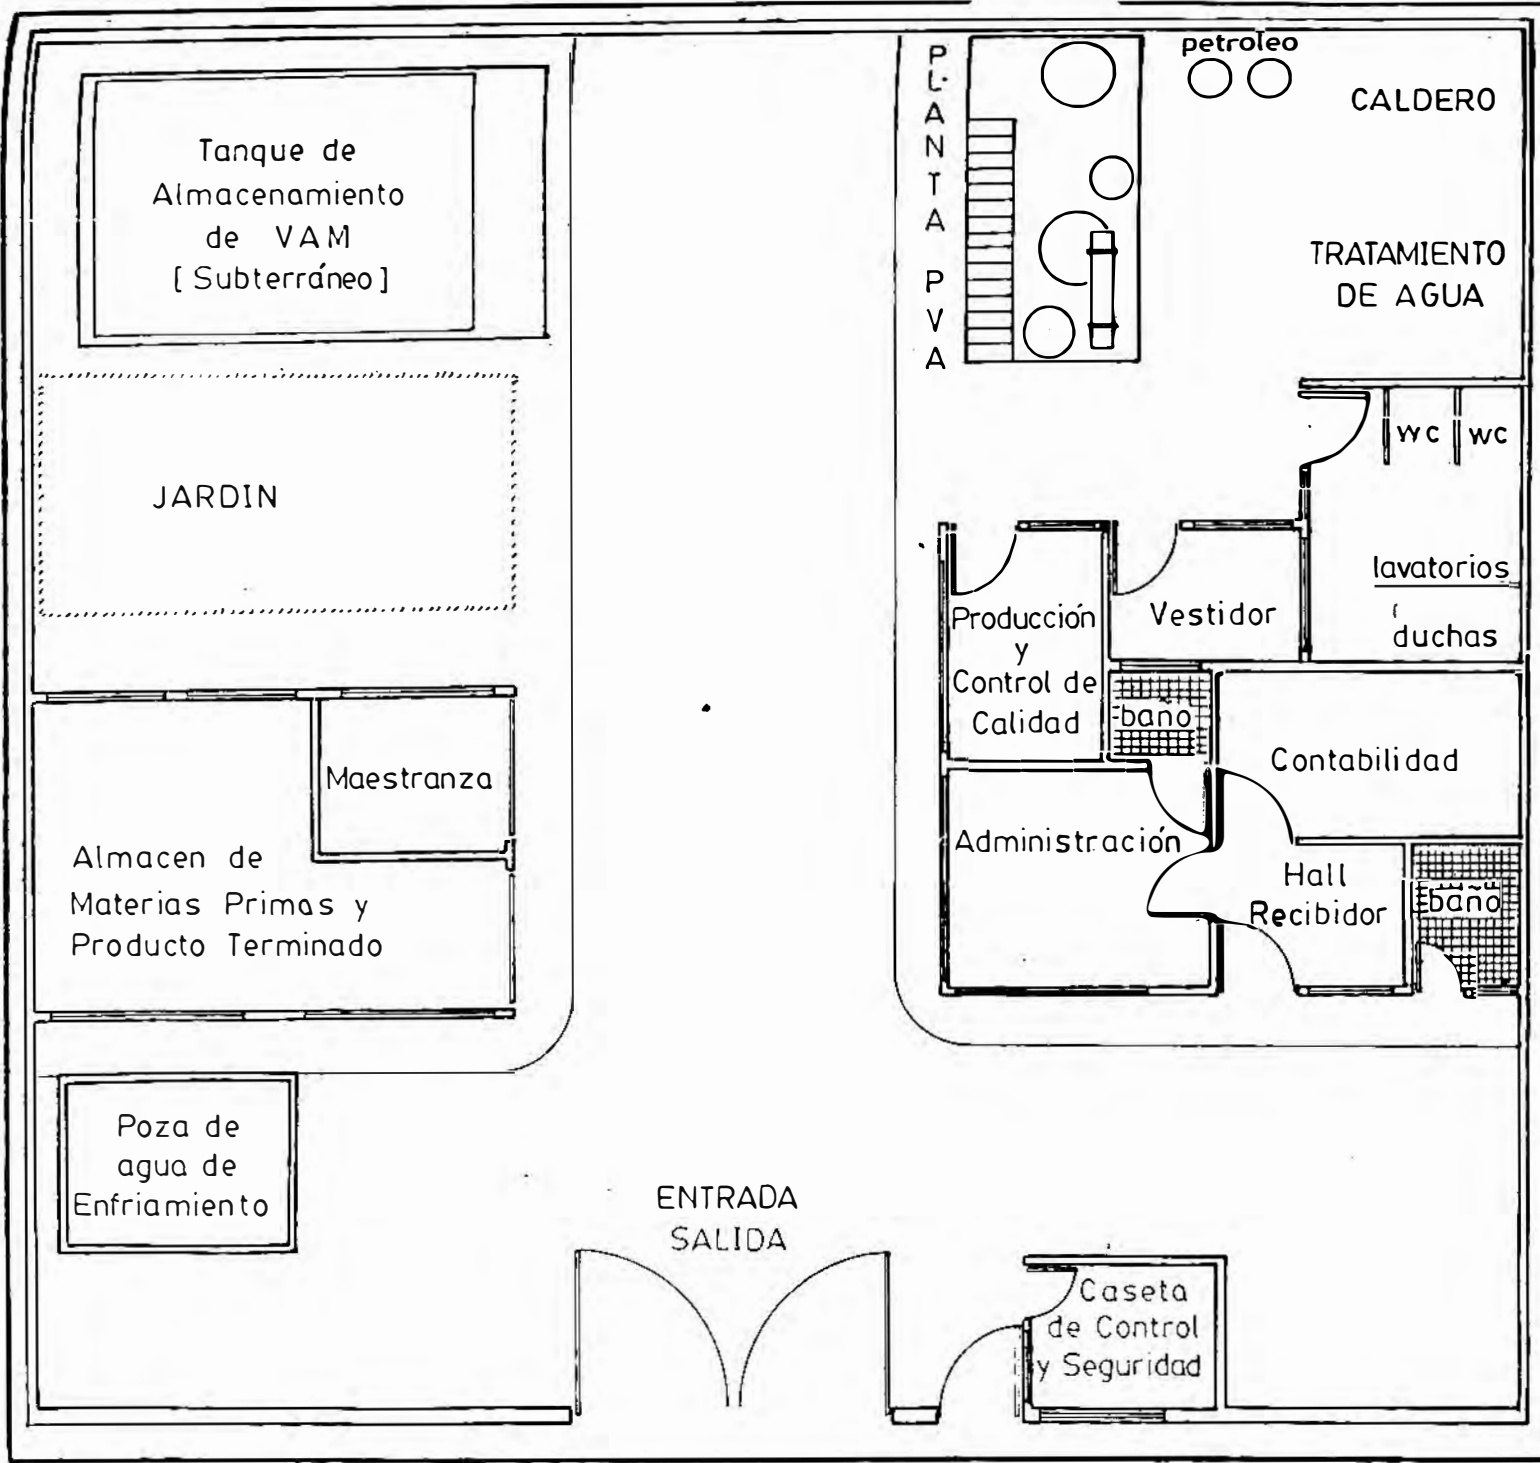 Tanque de
Almacenamiento
de VAM
[Subterráneo]
JARDIN
Maestranza
Almacen de
Materias Primas y
Producto Terminado
Poza de
agua de
Enfriamiento
ENTRADA
SALIDA
PLANTA PVA
petroleo
CALDERO
TRATAMIENTO
DE AGUA
wc wc
lavatorios
duchas
Vestidor
Producción
y
Control de
Calidad
baño
Contabilidad
Administración
Hall
Recibidor
baño
Caseta
de Control
y Seguridad